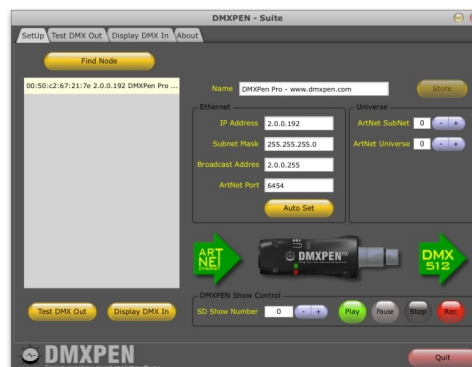 DMXPEN - Suite
SetUp Test DMX Out Display DMX In About
Find Node
00:50:c2:67:21:7e 2.0.0.192 DMXPen Pro ...
Name DMXPen Pro - www.dmxpen.com Store
Ethernet
Universe
IP Address 2.0.0.192
ArtNet SubNet 0 - +
Subnet Mask 255.255.255.0
ArtNet Universe 0 - +
Broadcast Addres 2.0.0.255
ArtNet Port 6454
Auto Set
ART
NET
ETHERNET
DMXPEN
DMX
512
DMXPEN Show Control
Test DMX Out Display DMX In
SD Show Number 0 - + Play Pause Stop Rec
DMXPEN
Quit